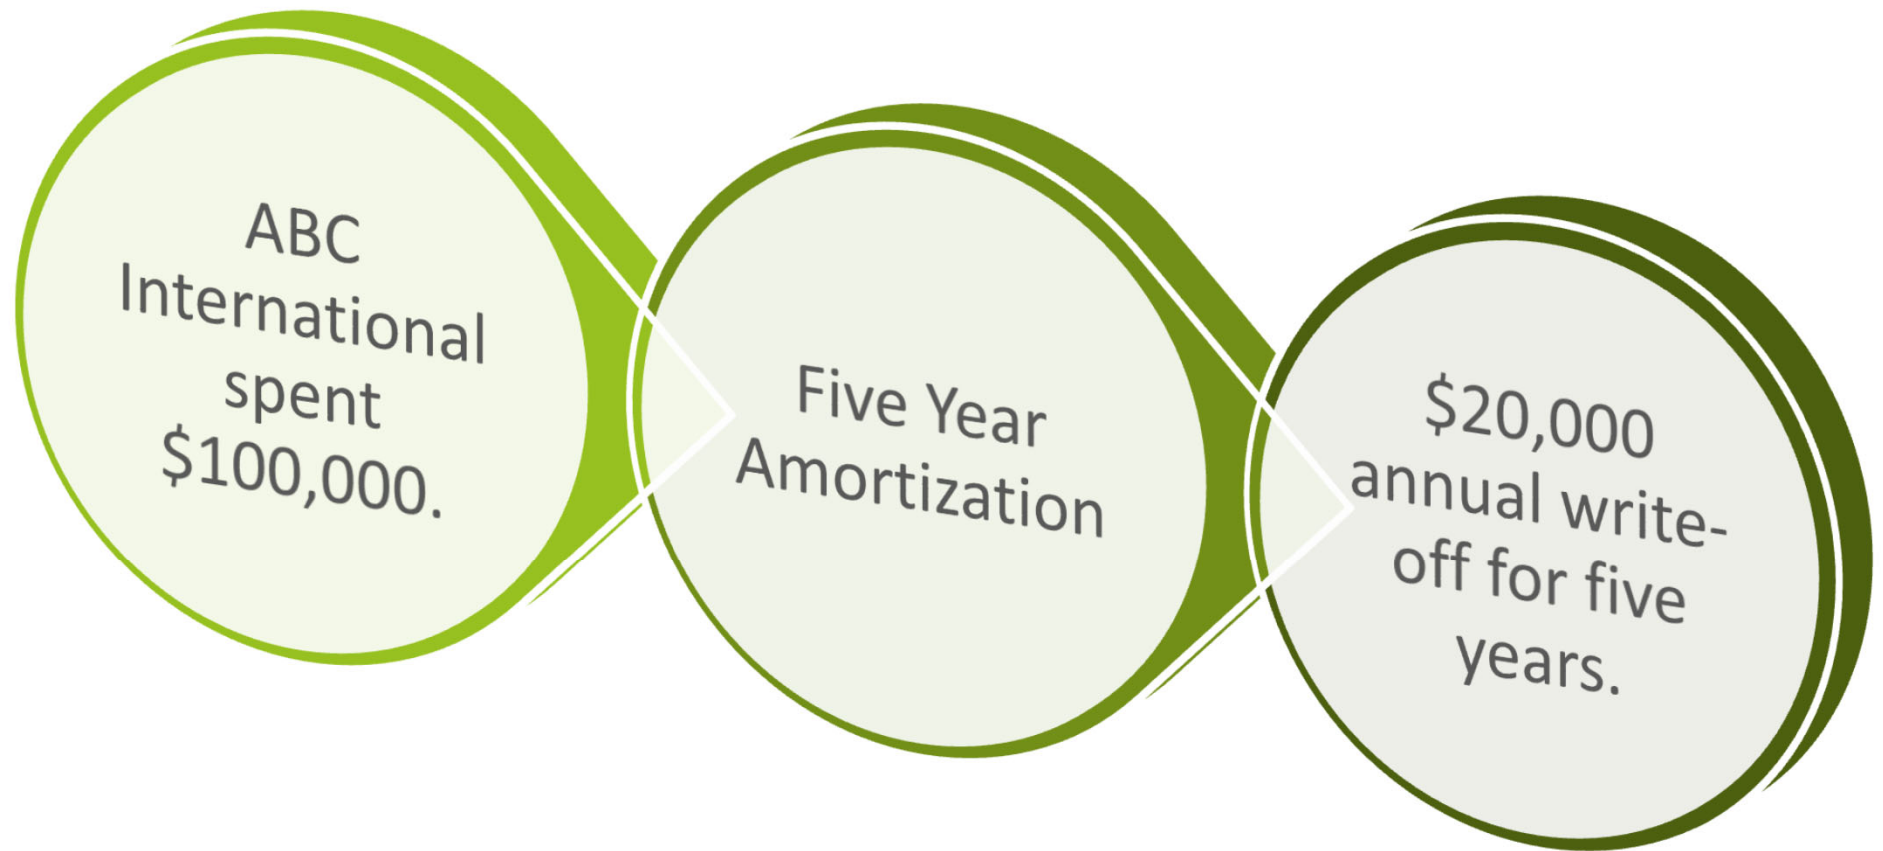 ABC
International
spent
$100,000.
Five Year
Amortization
$20,000
annual write-
off for five
years.